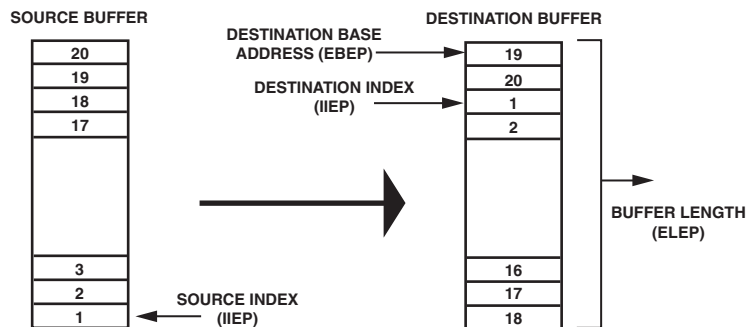 SOURCE BUFFER
20
19
18
17
3
2
1
SOURCE INDEX
(IIEP)
DESTINATION BASE
ADDRESS (EBEP)
DESTINATION INDEX
(IIEP)
DESTINATION BUFFER
19
20
1
2
16
17
18
BUFFER LENGTH
(ELEP)